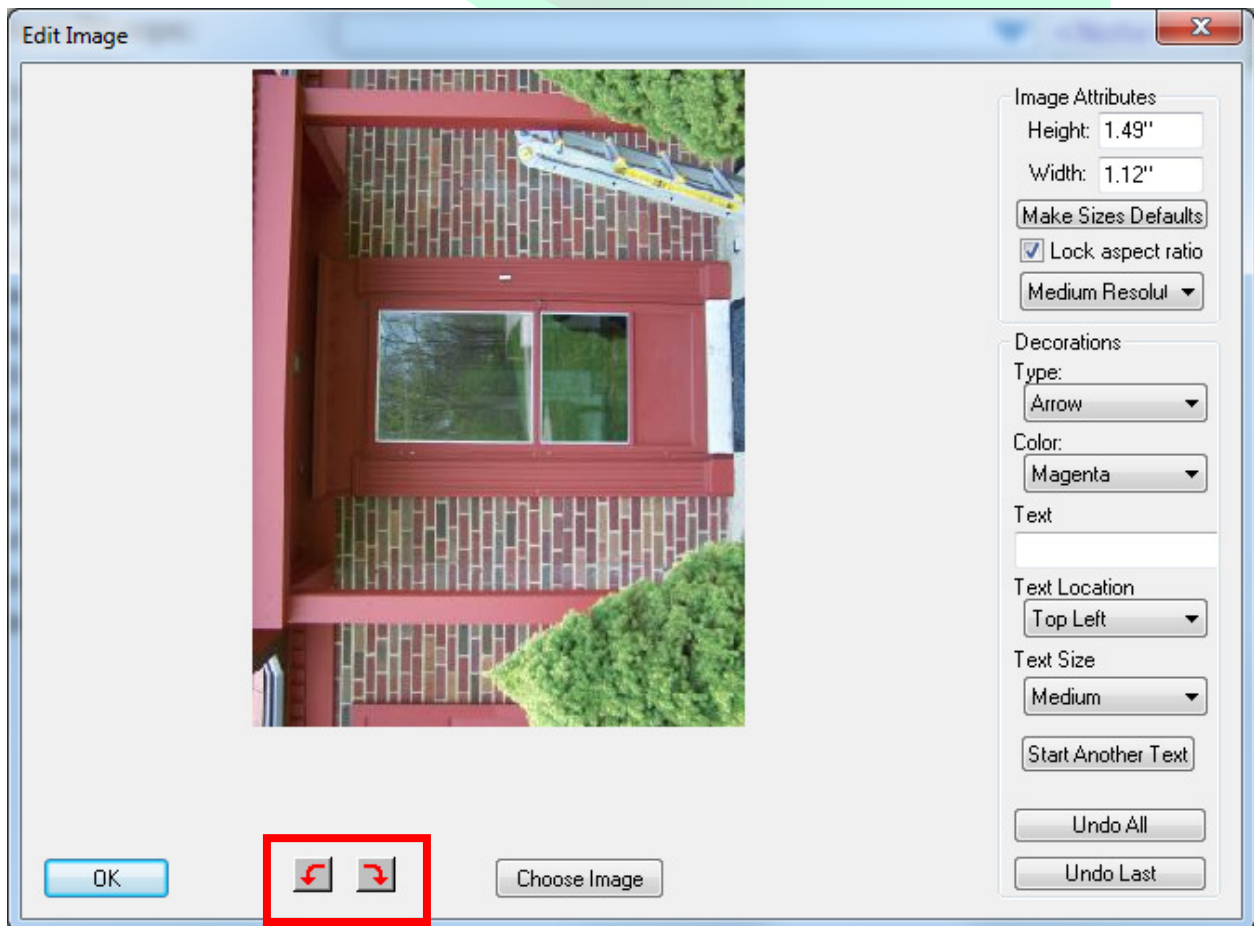 Edit Image
Image Attributes
Height: 1.49"
Width: 1.12"
Make Sizes Defaults
Lock aspect ratio
Medium Resolut
Decorations
Type:
Arrow
Color:
Magenta
Text
Text Location
Top Left
Text Size
Medium
Start Another Text
Undo All
Undo Last
OK
Choose Image